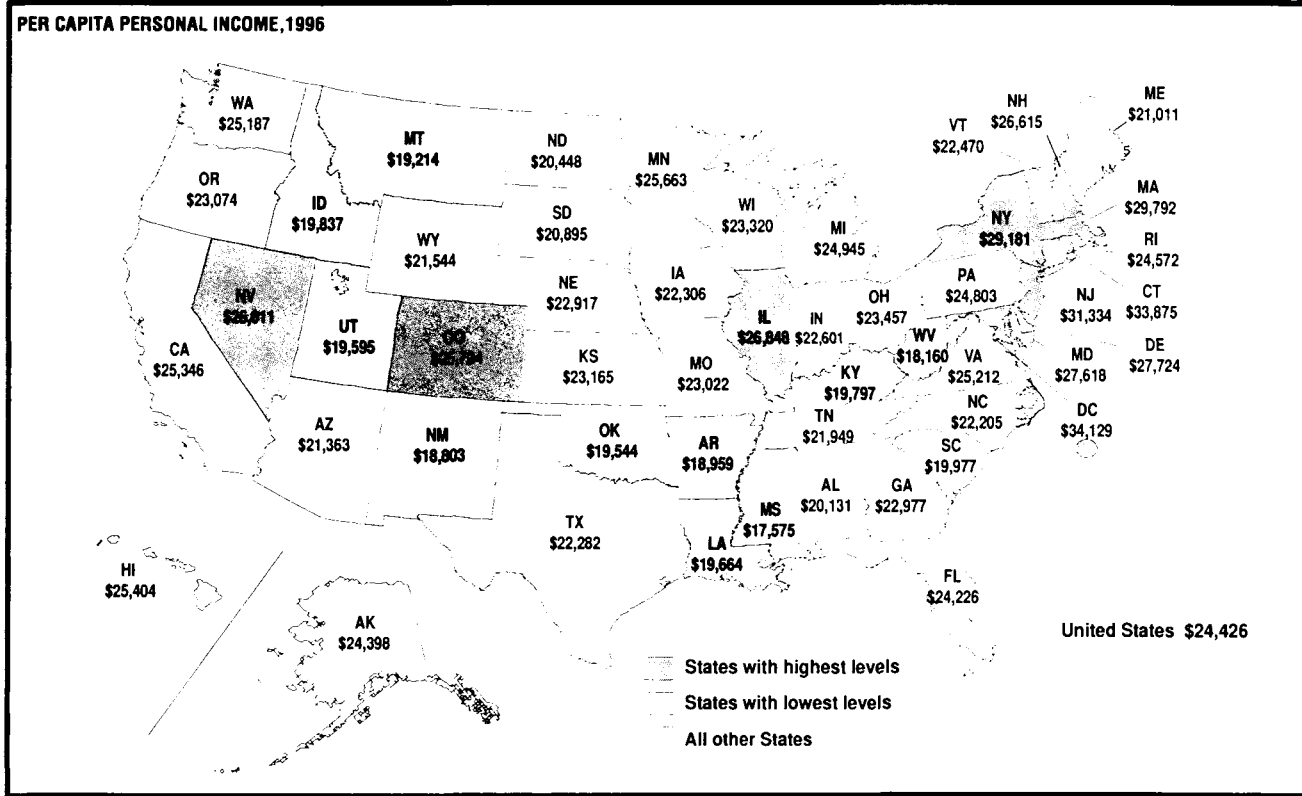 PER CAPITA PERSONAL INCOME, 1996
WA
$25,187
OR
$23,074
CA
$25,346
NV
ID
$19,837
MT
$19,214
WY
$21,544
UT
$19,595
AZ
$21,363
NM
$18,803
ND
$20,448
SD
$20,895
NE
$22,917
KS
$23,165
OK
$19,544
TX
$22,282
MN
$25,663
IA
$22,306
MO
$23,022
AR
$18,959
LA
$19,664
WI
$23,320
IL
$26,848
MI
$24,945
IN
$22,601
OH
$23,457
KY
$19,797
TN
$21,949
MS
$17,575
AL
$20,131
GA
$22,977
FL
$24,226
SC
$19,977
NC
$22,205
VA
$25,212
WV
$18,160
PA
$24,803
NY
$29,181
VT
$22,470
NH
$26,615
ME
$21,011
MA
$29,792
RI
$24,572
CT
$33,875
NJ
$31,334
DE
$27,724
MD
$27,618
DC
$34,129
HI
$25,404
AK
$24,398
United States $24,426
States with highest levels
States with lowest levels
All other States